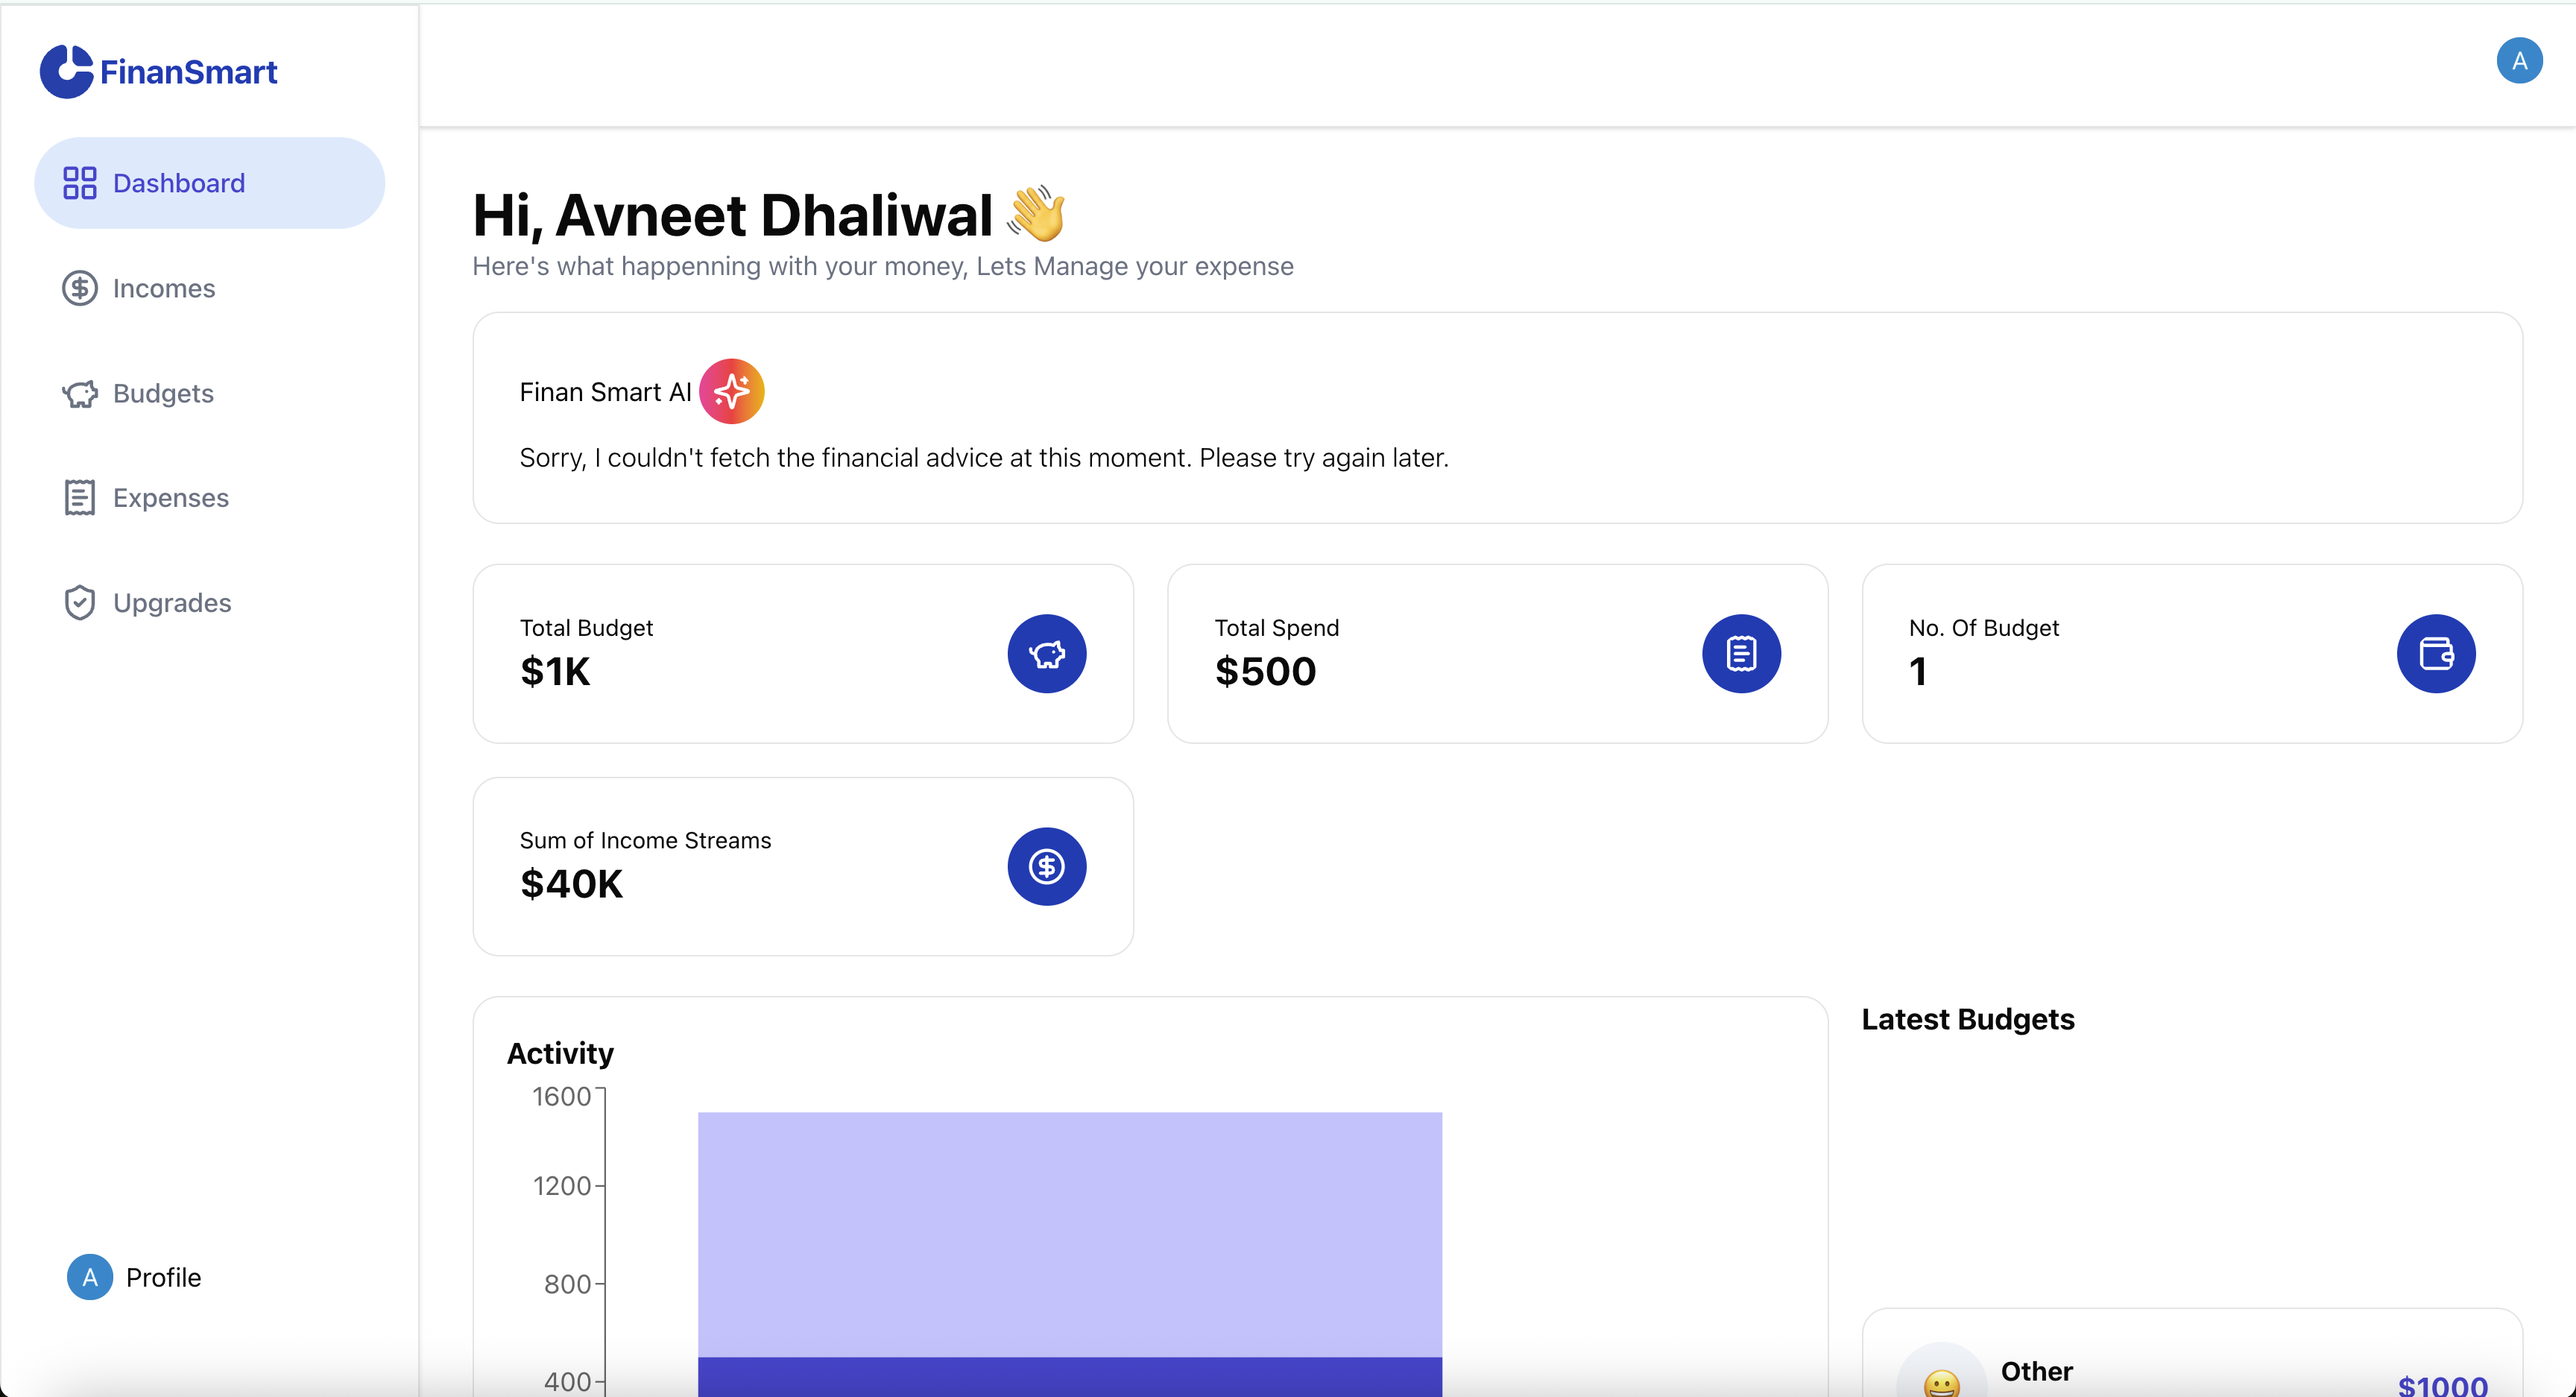 FinanSmart
A
Dashboard
Incomes
Budgets
Expenses
Upgrades
A Profile
Hi, Avneet Dhaliwal 👋
Here's what happenning with your money, Lets Manage your expense
Finan Smart AI
Sorry, I couldn't fetch the financial advice at this moment. Please try again later.
Total Budget
$1K
Total Spend
$500
No. Of Budget
1
Sum of Income Streams
$40K
Activity
1600
1200
800
400
Latest Budgets
Other
$1000